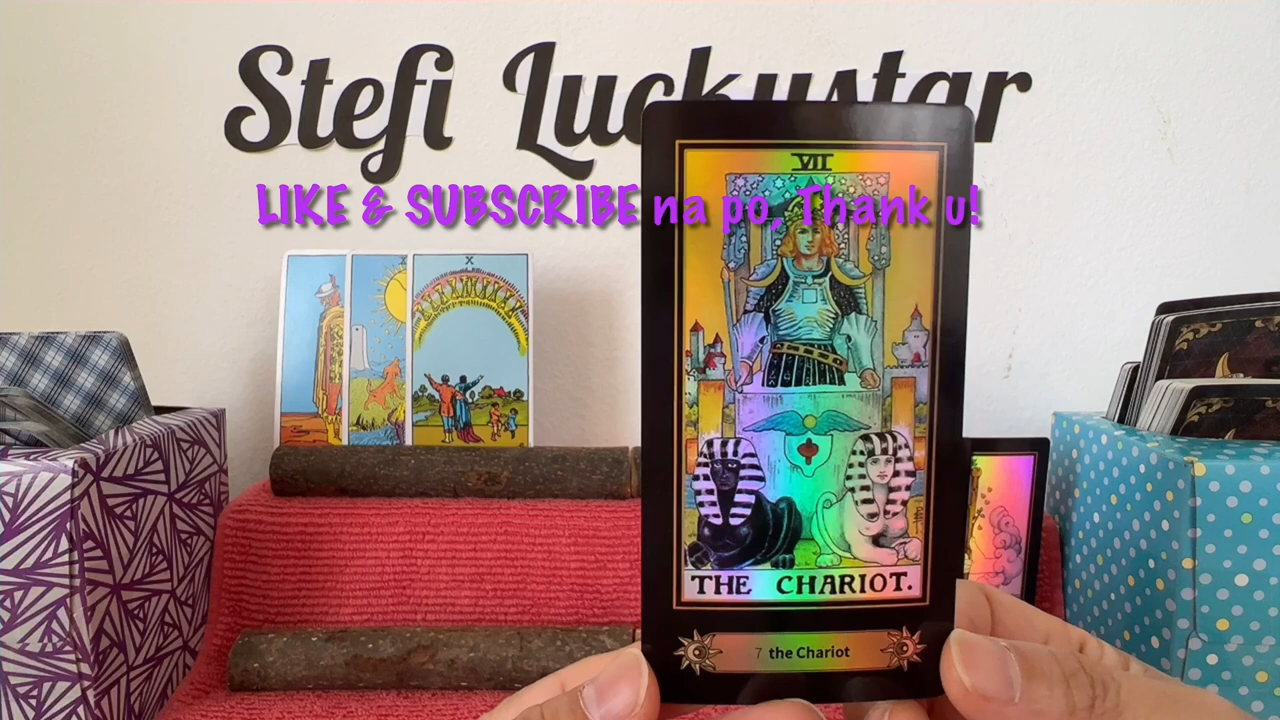 Stefi Luckystar
LIKE & SUBSCRIBE na po, Thank u!
X
X
VII
THE CHARIOT.
7 the Chariot